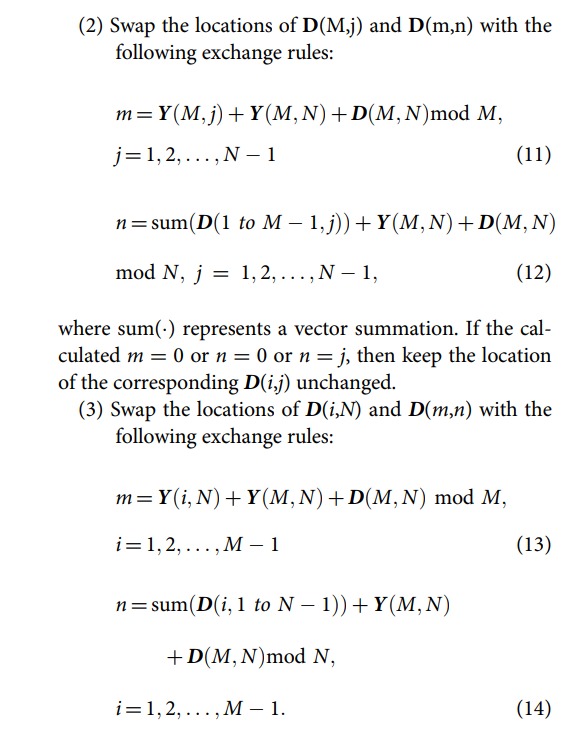 (2) Swap the locations of D(M,j) and D(m,n) with the
following exchange rules:
m = Y(M, j) + Y(M, N) + D(M, N)mod M,
j = 1, 2, . . . , N − 1 (11)
n = sum(D(1 to M − 1, j)) + Y(M, N) + D(M, N)
mod N, j = 1, 2, . . . , N − 1, (12)
where sum(·) represents a vector summation. If the cal-
culated m = 0 or n = 0 or n = j, then keep the location
of the corresponding D(i,j) unchanged.
(3) Swap the locations of D(i,N) and D(m,n) with the
following exchange rules:
m = Y(i, N) + Y(M, N) + D(M, N) mod M,
i = 1, 2, . . . , M − 1 (13)
n = sum(D(i, 1 to N − 1)) + Y(M, N)
+ D(M, N)mod N,
i = 1, 2, . . . , M − 1. (14)